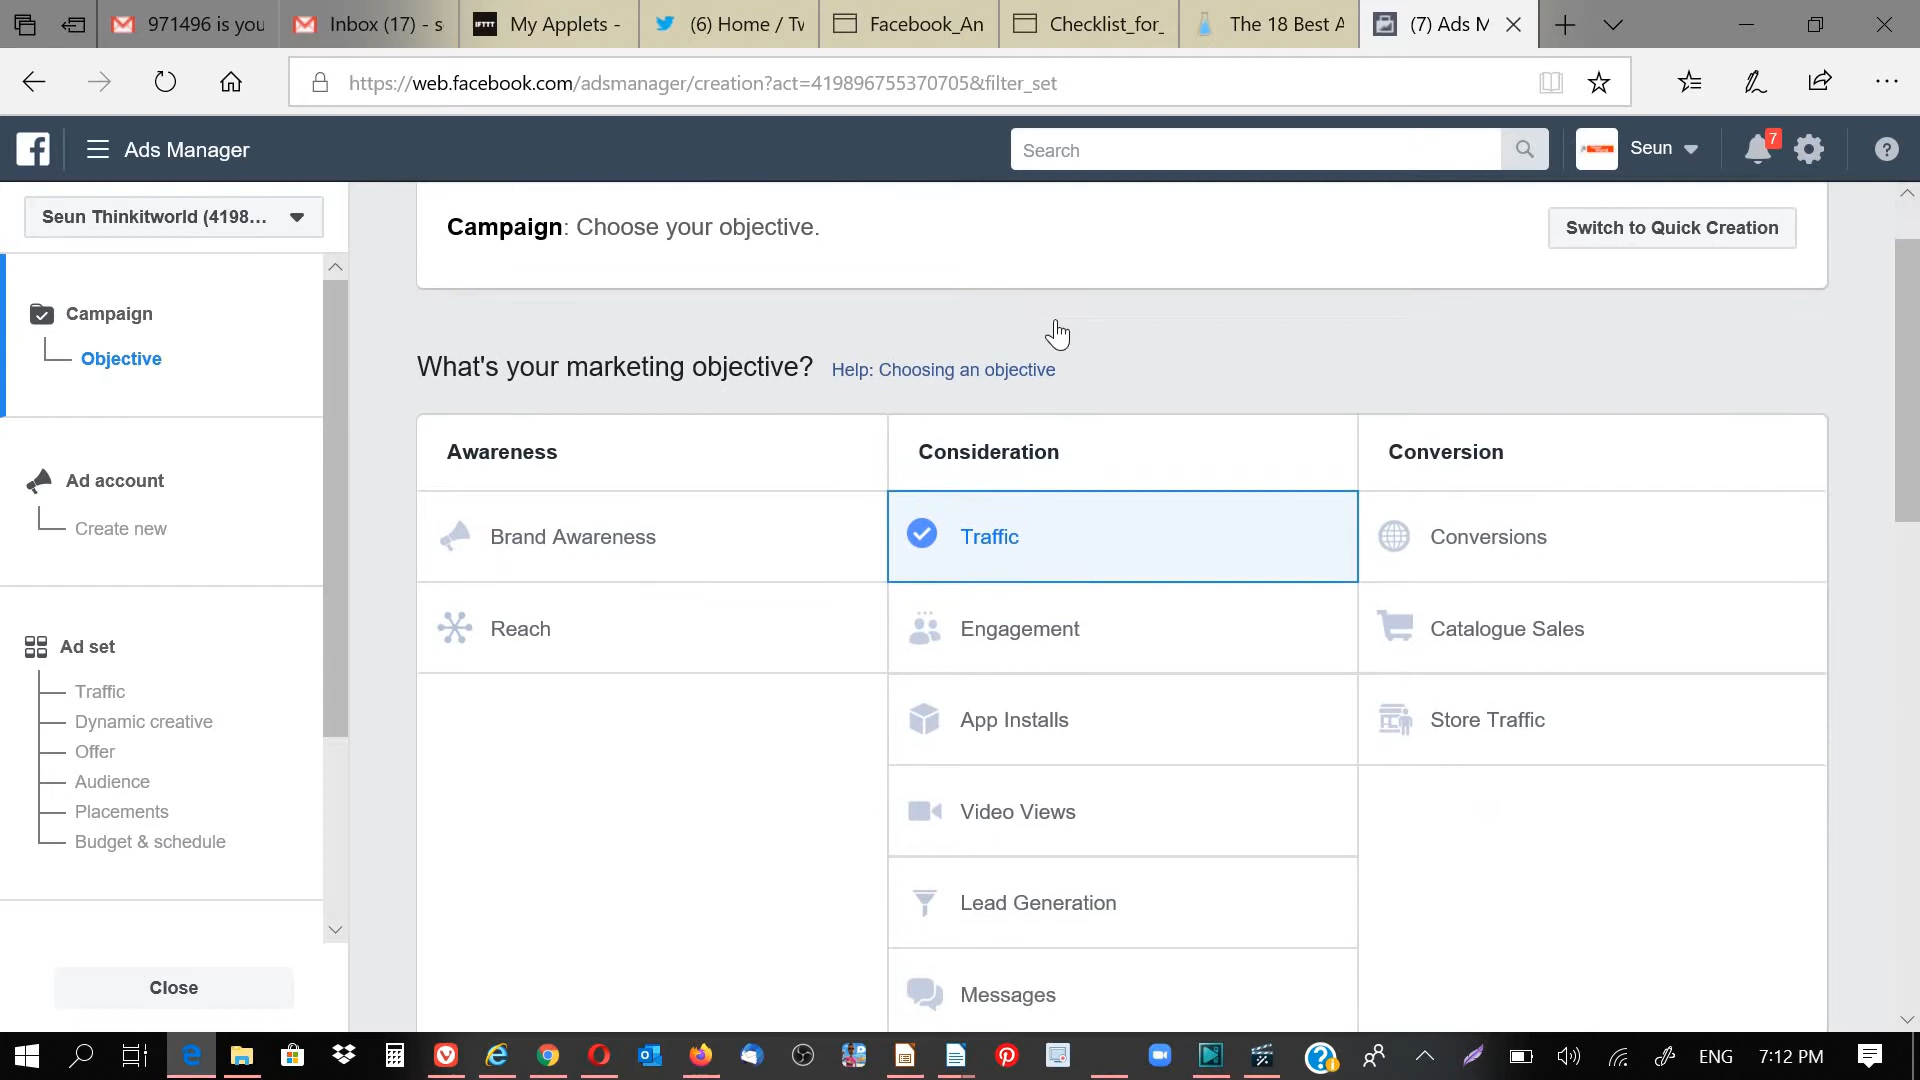 971496 is you
Inbox (17) - s
IFTTT
My Applets -
(6) Home / Tw
Facebook_An
Checklist_for_
The 18 Best A
(7) Ads M
https://web.facebook.com/adsmanager/creation?act=419896755370705&filter_set
Ads Manager
Search
Seun
7
Seun Thinkitworld (4198...
Campaign: Choose your objective.
Switch to Quick Creation
Campaign
Objective
What's your marketing objective?
Help: Choosing an objective
Awareness
Consideration
Conversion
Ad account
Create new
Brand Awareness
Traffic
Conversions
Reach
Engagement
Catalogue Sales
Ad set
Traffic
Dynamic creative
Offer
Audience
Placements
Budget & schedule
App Installs
Store Traffic
Video Views
Lead Generation
Messages
Close
ENG
7:12 PM